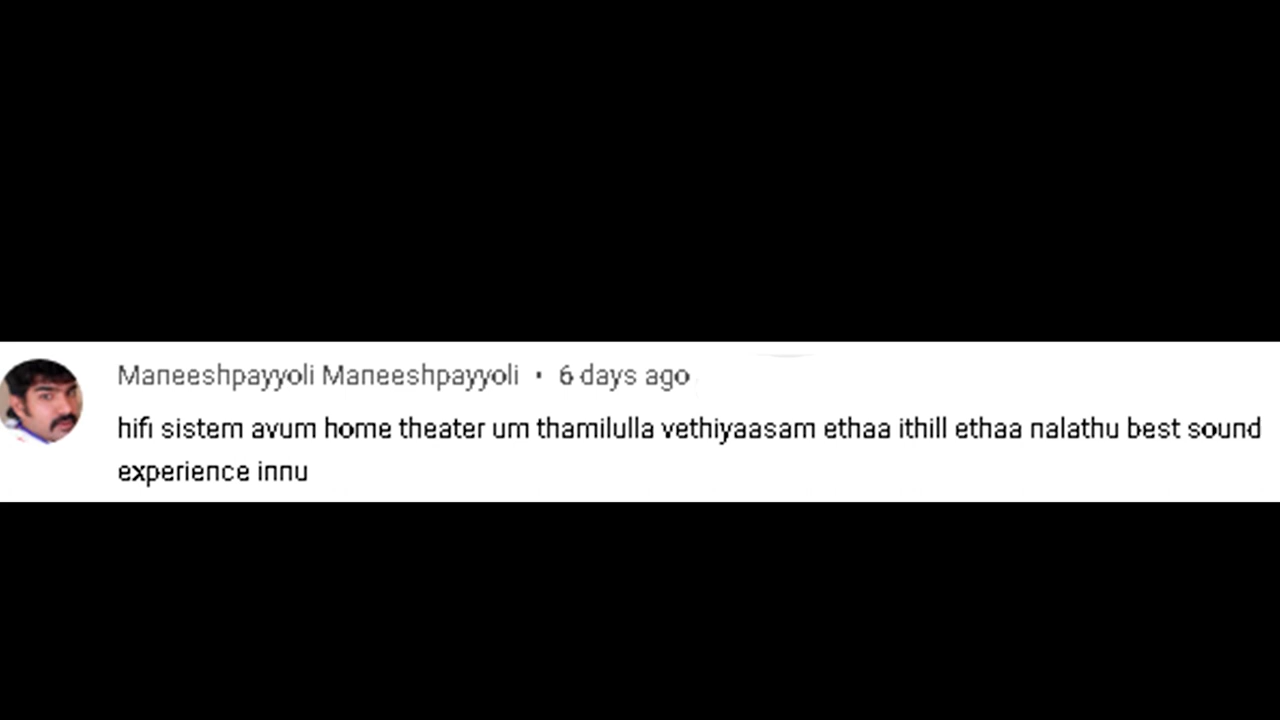 Maneeshpayyoli Maneeshpayyoli • 6 days ago
hifi sistem avum home theater um thamilulla vethiyaasam ethaa ithill ethaa nalathu best sound
experience innu